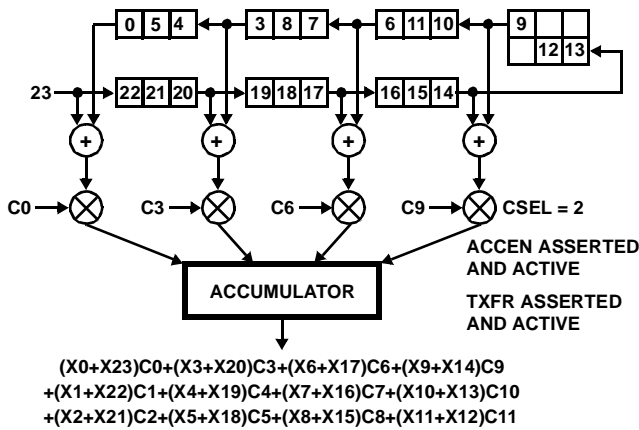 0 5 4 3 8 7 6 11 10 9
12 13
23 22 21 20 19 18 17 16 15 14
+ + + +
C0 C3 C6 C9 CSEL = 2
ACCEN ASSERTED
AND ACTIVE
ACCUMULATOR
TXFR ASSERTED
AND ACTIVE
(X0+X23)C0+(X3+X20)C3+(X6+X17)C6+(X9+X14)C9
+(X1+X22)C1+(X4+X19)C4+(X7+X16)C7+(X10+X13)C10
+(X2+X21)C2+(X5+X18)C5+(X8+X15)C8+(X11+X12)C11